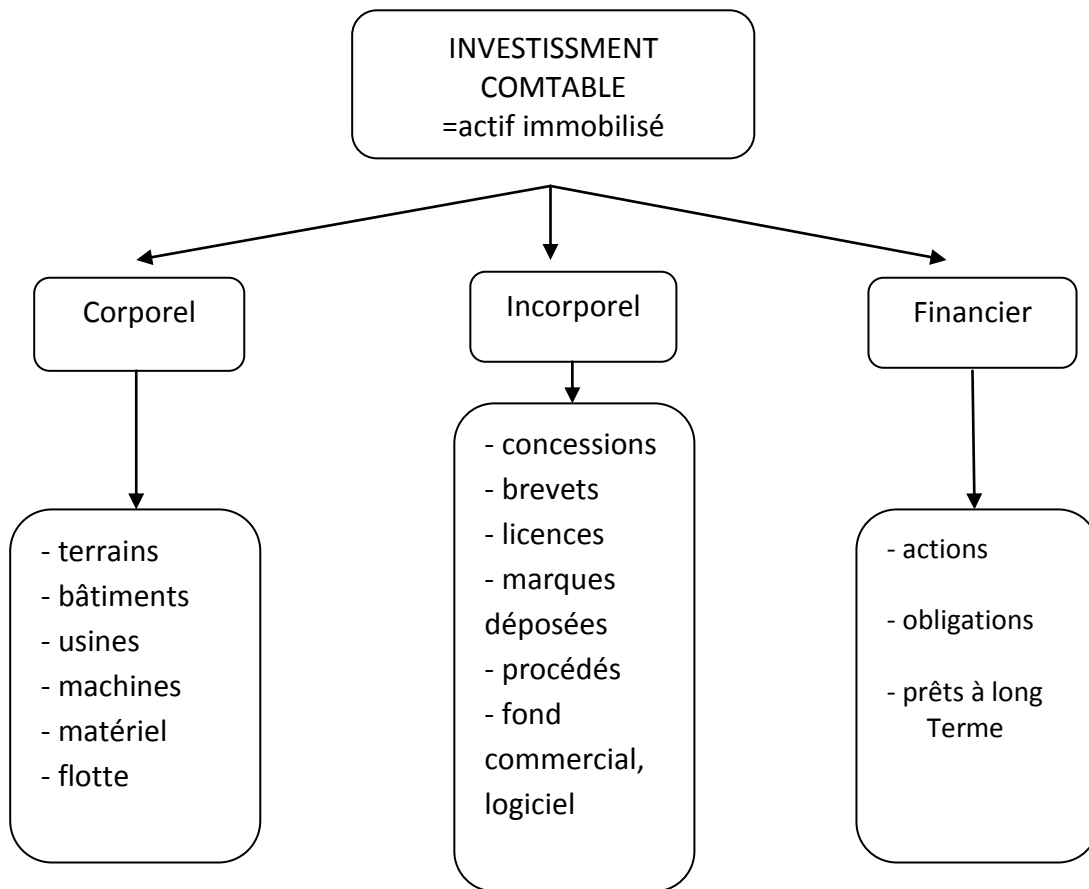 INVESTISSMENT
COMTABLE
=actif immobilisé
Corporel
Incorporel
Financier
- terrains
- bâtiments
- usines
- machines
- matériel
- flotte
- concessions
- brevets
- licences
- marques
déposées
- procédés
- fond
commercial,
logiciel
- actions
- obligations
- prêts à long
Terme